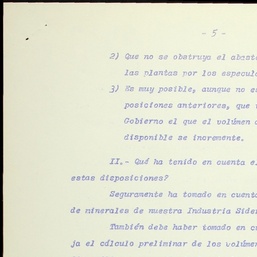 - 5 -
2) Que no se obstruya el abast
las plantas por los especul
3) Es muy posible, aunque no e
posiciones anteriores, que
Gobierno el que el volúmen
disponible se incremente.
II.- Qué ha tenido en cuenta e
estas disposiciones?
Seguramente ha tomado en cuenta
de minerales de nuestra Industria Sider
También debe haber tomado en c
ja el cálculo preliminar de los volúme